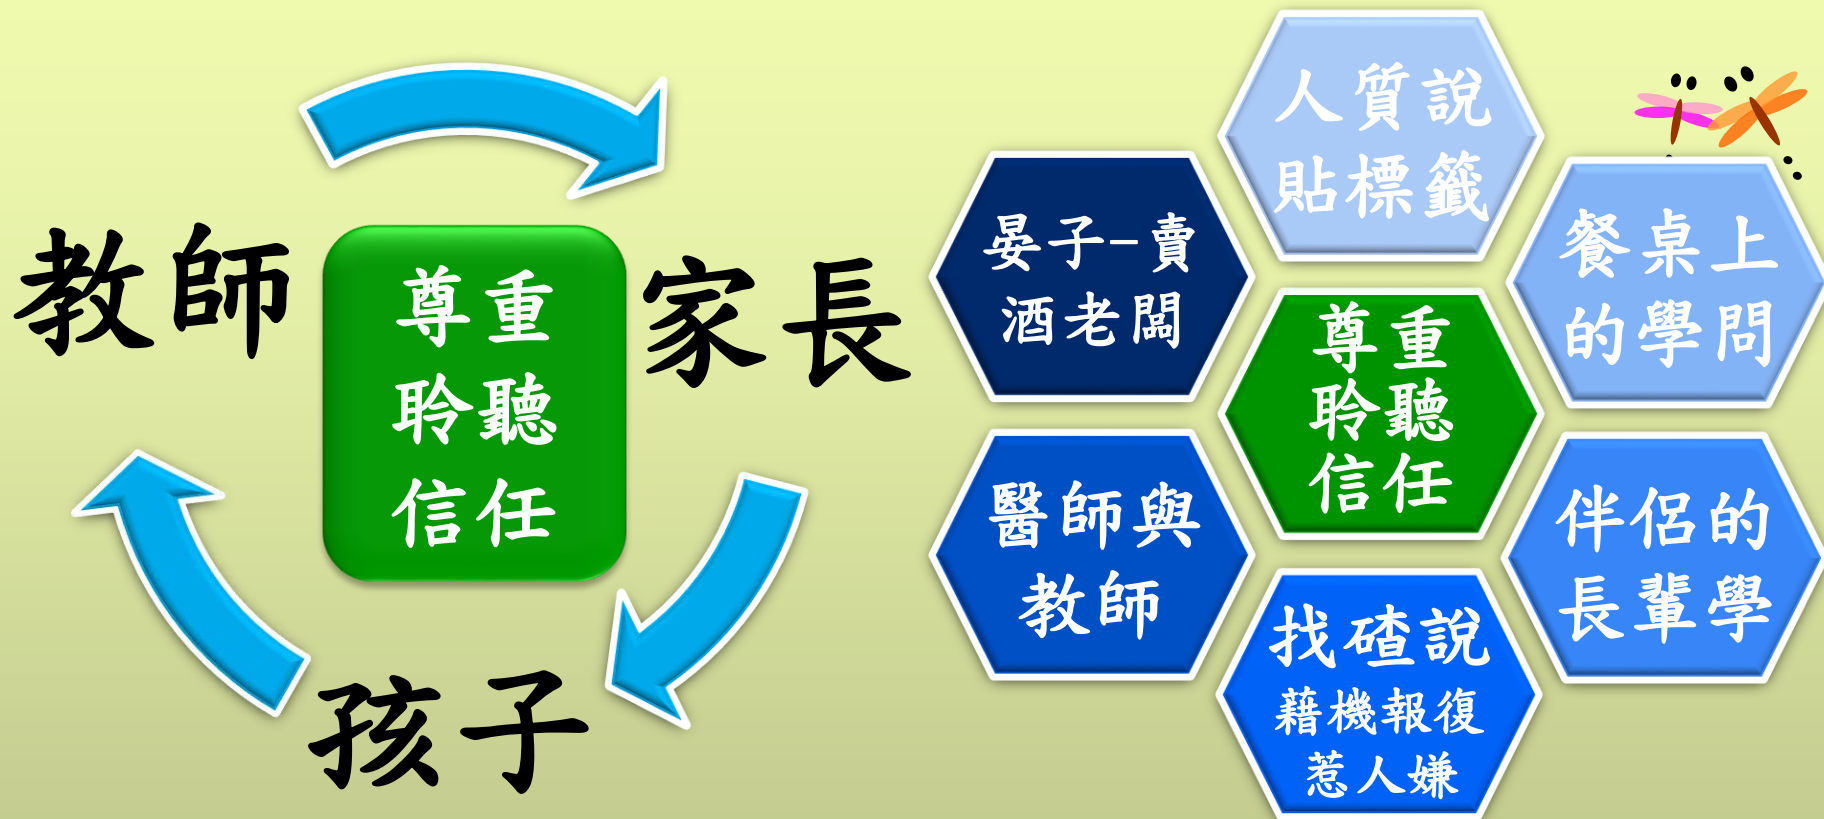 教師
尊重
聆聽
信任
家長
孩子
人質說
貼標籤
晏子-賣
酒老闆
餐桌上
的學問
尊重
聆聽
信任
醫師與
教師
伴侶的
長輩學
找碴說
藉機報復
惹人嫌